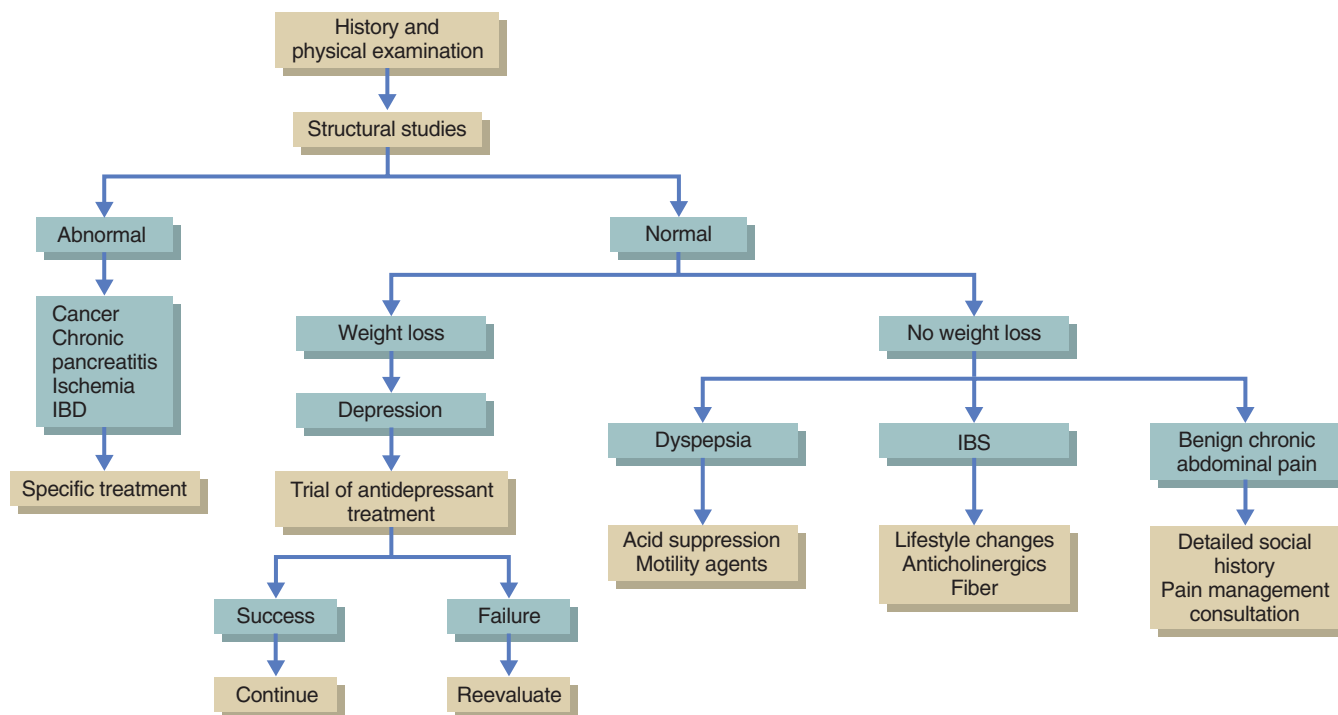 History and
physical examination
Structural studies
Abnormal
Normal
Cancer
Chronic
pancreatitis
Ischemia
IBD
Weight loss
No weight loss
Depression
Dyspepsia
IBS
Benign chronic
abdominal pain
Specific treatment
Trial of antidepressant
treatment
Acid suppression
Motility agents
Lifestyle changes
Anticholinergics
Fiber
Detailed social
history
Pain management
consultation
Success
Failure
Continue
Reevaluate